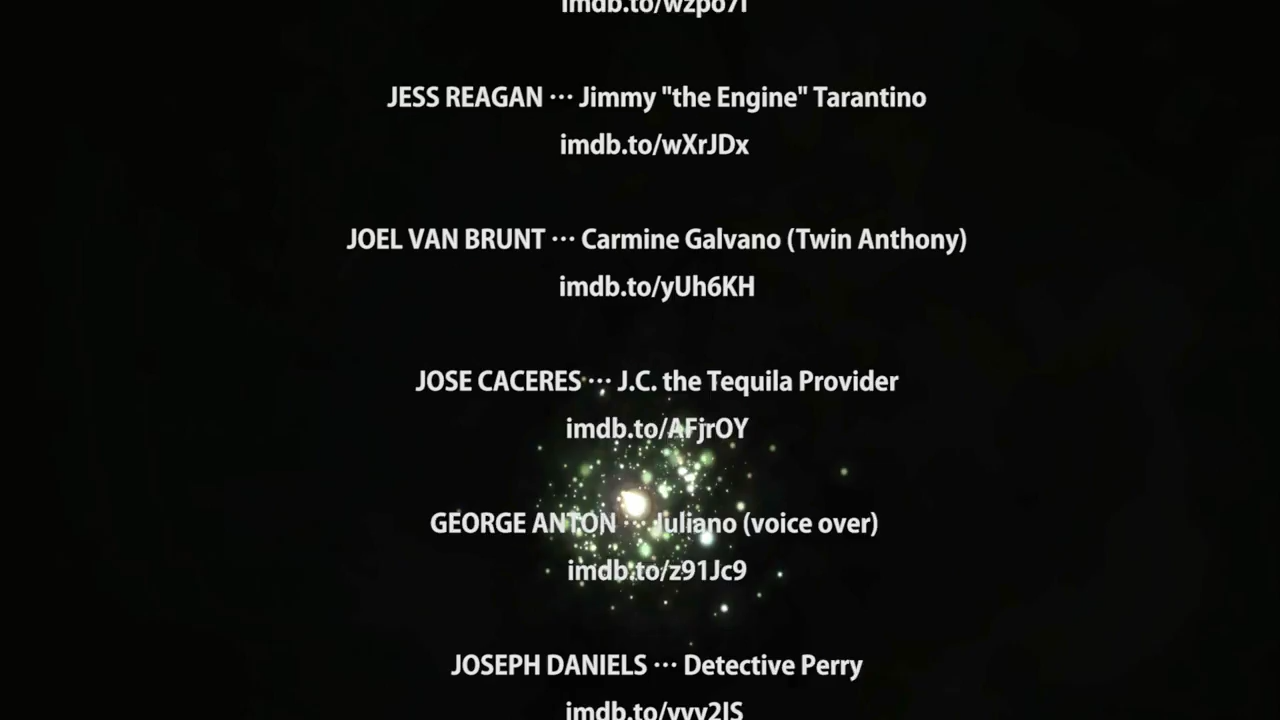 JESS REAGAN ··· Jimmy "the Engine" Tarantino
imdb.to/wXrJDx
JOEL VAN BRUNT ··· Carmine Galvano (Twin Anthony)
imdb.to/yUh6KH
JOSE CACERES ··· J.C. the Tequila Provider
imdb.to/AFjrOY
GEORGE ANTON ··· Juliano (voice over)
imdb.to/z91Jc9
JOSEPH DANIELS ··· Detective Perry